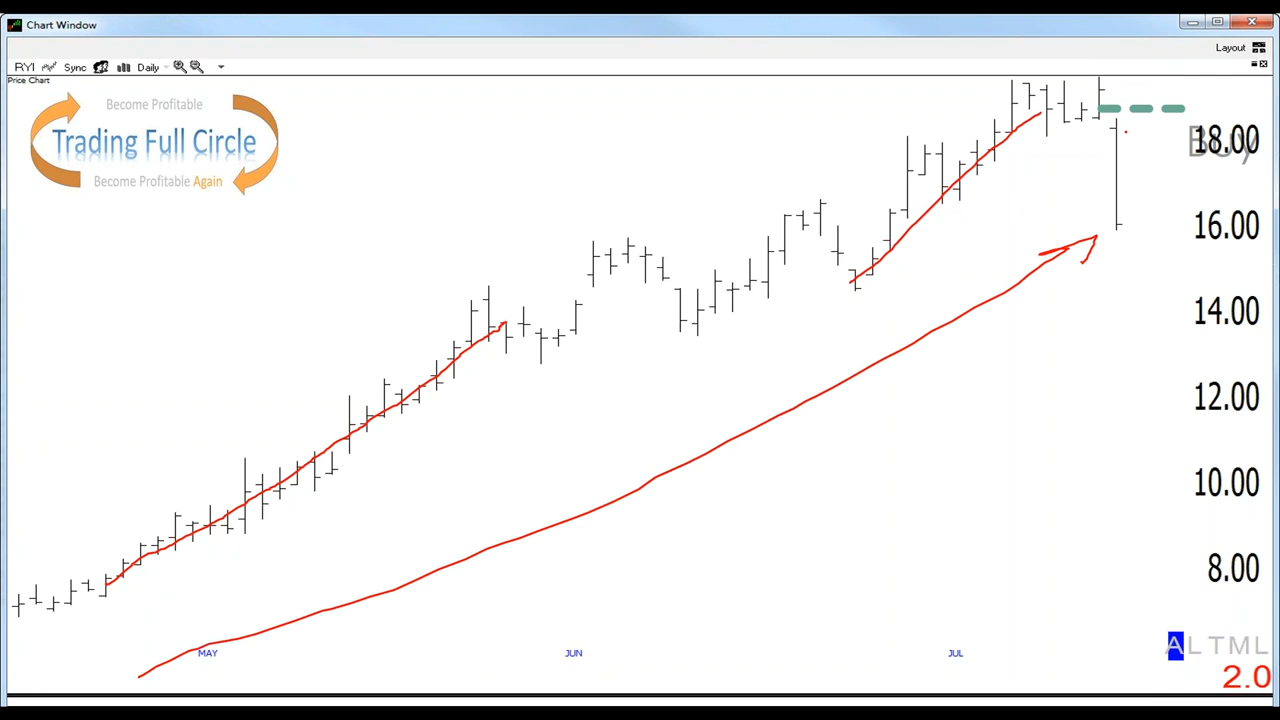 Chart Window
Layout
RYI Sync Daily
Price Chart
Become Profitable
Trading Full Circle
Become Profitable Again
Buy
18.00
16.00
14.00
12.00
10.00
8.00
MAY JUN JUL
ALTML
2.0